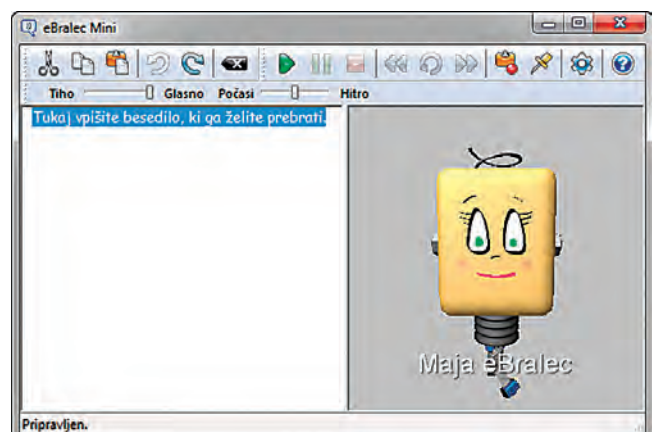 eBralec Mini
Tiho Glasno Počasi Hitro
Tukaj vpišite besedilo, ki ga želite prebrati.
Maja eBralec
Pripravljen.